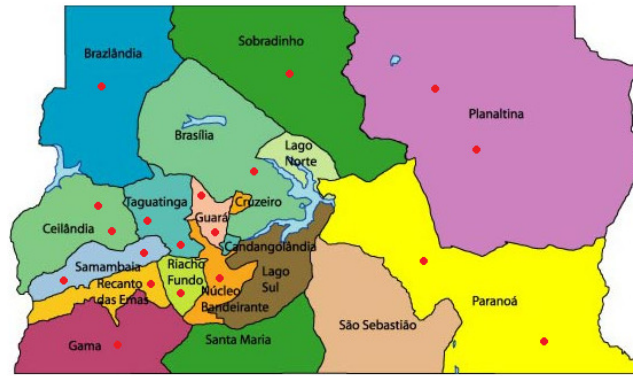 Sobradinho
Brazlândia
Planaltina
Brasília
Lago
Norte
Taguatinga
Cruzeiro
Guará
Ceilândia
Candangolândia
Samambaia
Riacho
Fundo
Lago
Sul
Recanto
das Emas
Núcleo
Bandeirante
Paranoá
São Sebastião
Santa Maria
Gama